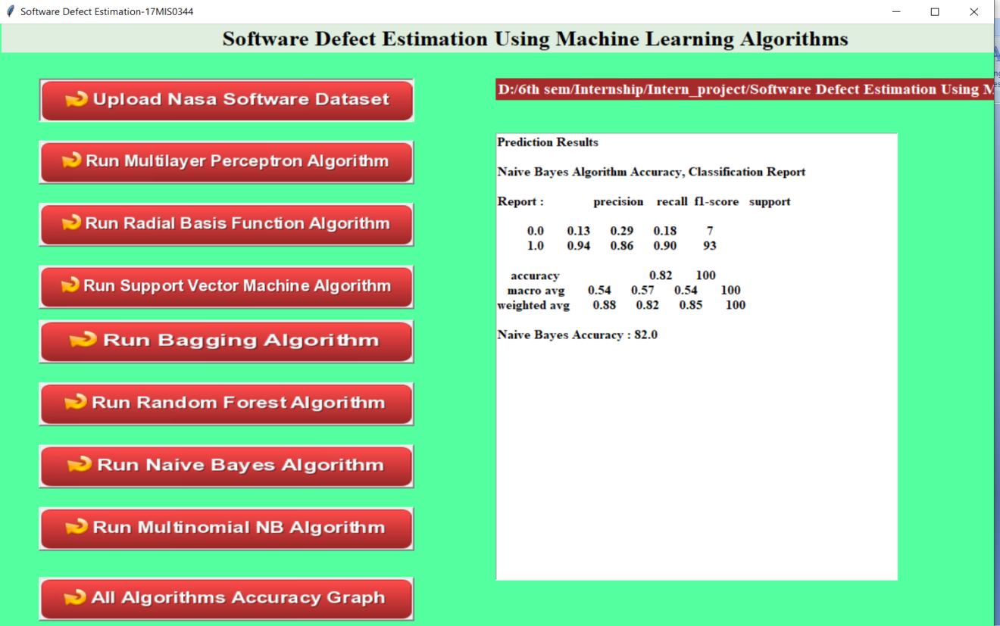 Software Defect Estimation-17MIS0344
Software Defect Estimation Using Machine Learning Algorithms
Upload Nasa Software Dataset
Run Multilayer Perceptron Algorithm
Run Radial Basis Function Algorithm
Run Support Vector Machine Algorithm
Run Bagging Algorithm
Run Random Forest Algorithm
Run Naive Bayes Algorithm
Run Multinomial NB Algorithm
All Algorithms Accuracy Graph
D:/6th sem/Internship/Intern_project/Software Defect Estimation Using
Prediction Results
Naive Bayes Algorithm Accuracy, Classification Report
Report : precision recall f1-score support
0.0 0.13 0.29 0.18 7
1.0 0.94 0.86 0.90 93
accuracy 0.82 100
macro avg 0.54 0.57 0.54 100
weighted avg 0.88 0.82 0.85 100
Naive Bayes Accuracy : 82.0